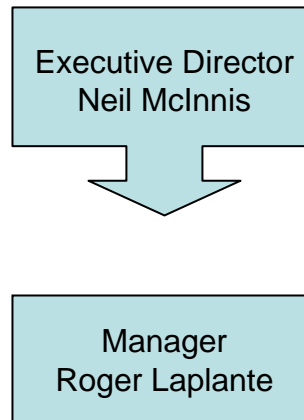 Executive Director
Neil McInnis
Manager
Roger Laplante